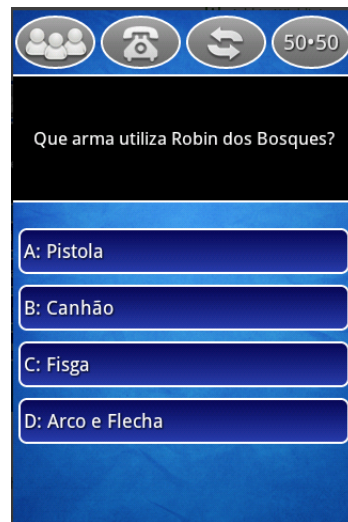 50•50
Que arma utiliza Robin dos Bosques?
A: Pistola
B: Canhão
C: Fisga
D: Arco e Flecha